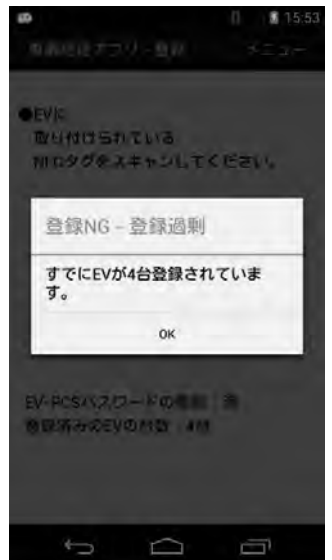 15:53
メニュー
●EVに
取り付けられている
NFCタグをスキャンしてください。
登録NG – 登録過剰
すでにEVが4台登録されていま
す。
OK
EV-PCSパスワードの
登録済みのEVの台数：4台